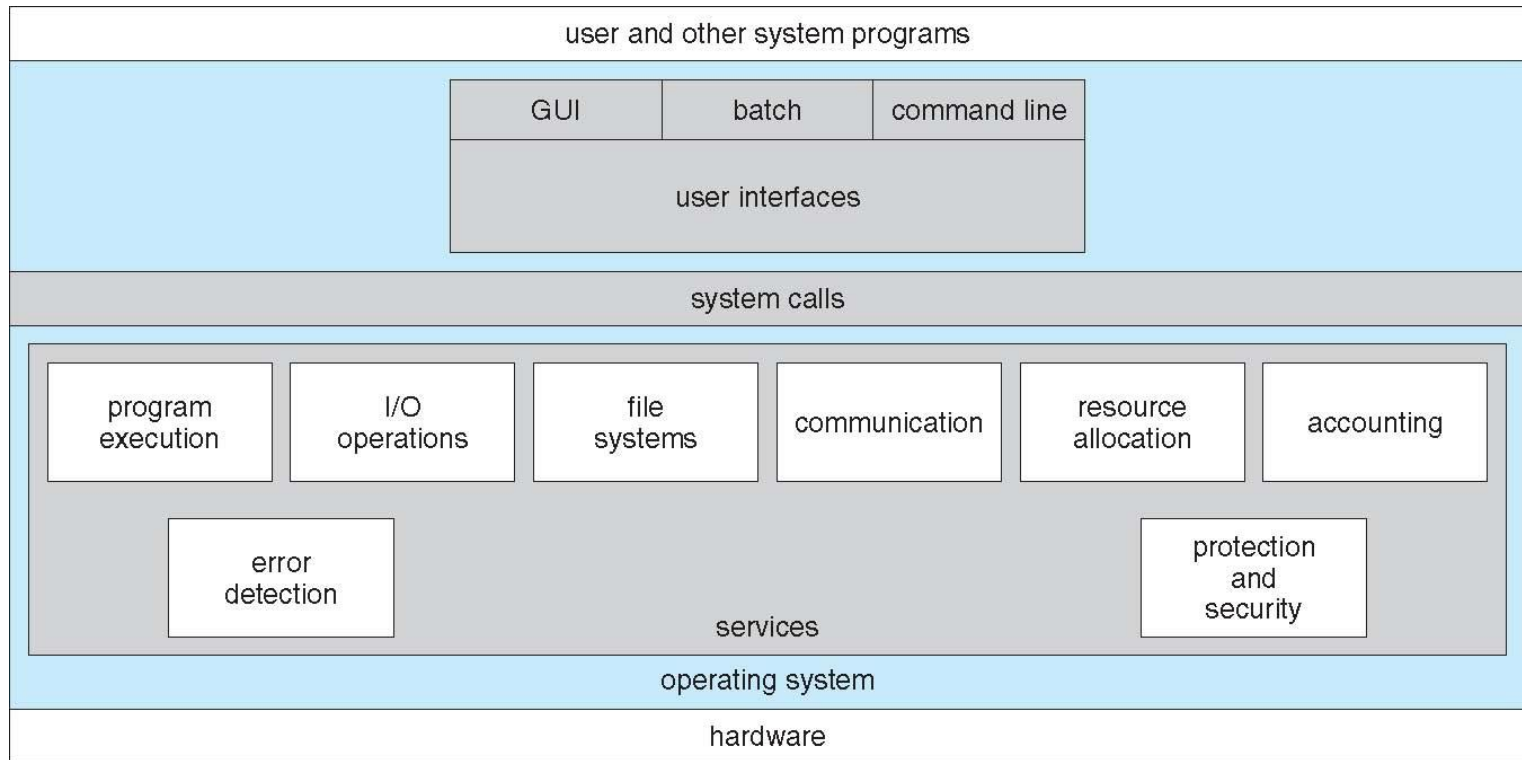 user and other system programs
GUI
batch
command line
user interfaces
system calls
program
execution
I/O
operations
file
systems
communication
resource
allocation
accounting
error
detection
protection
and
security
services
operating system
hardware